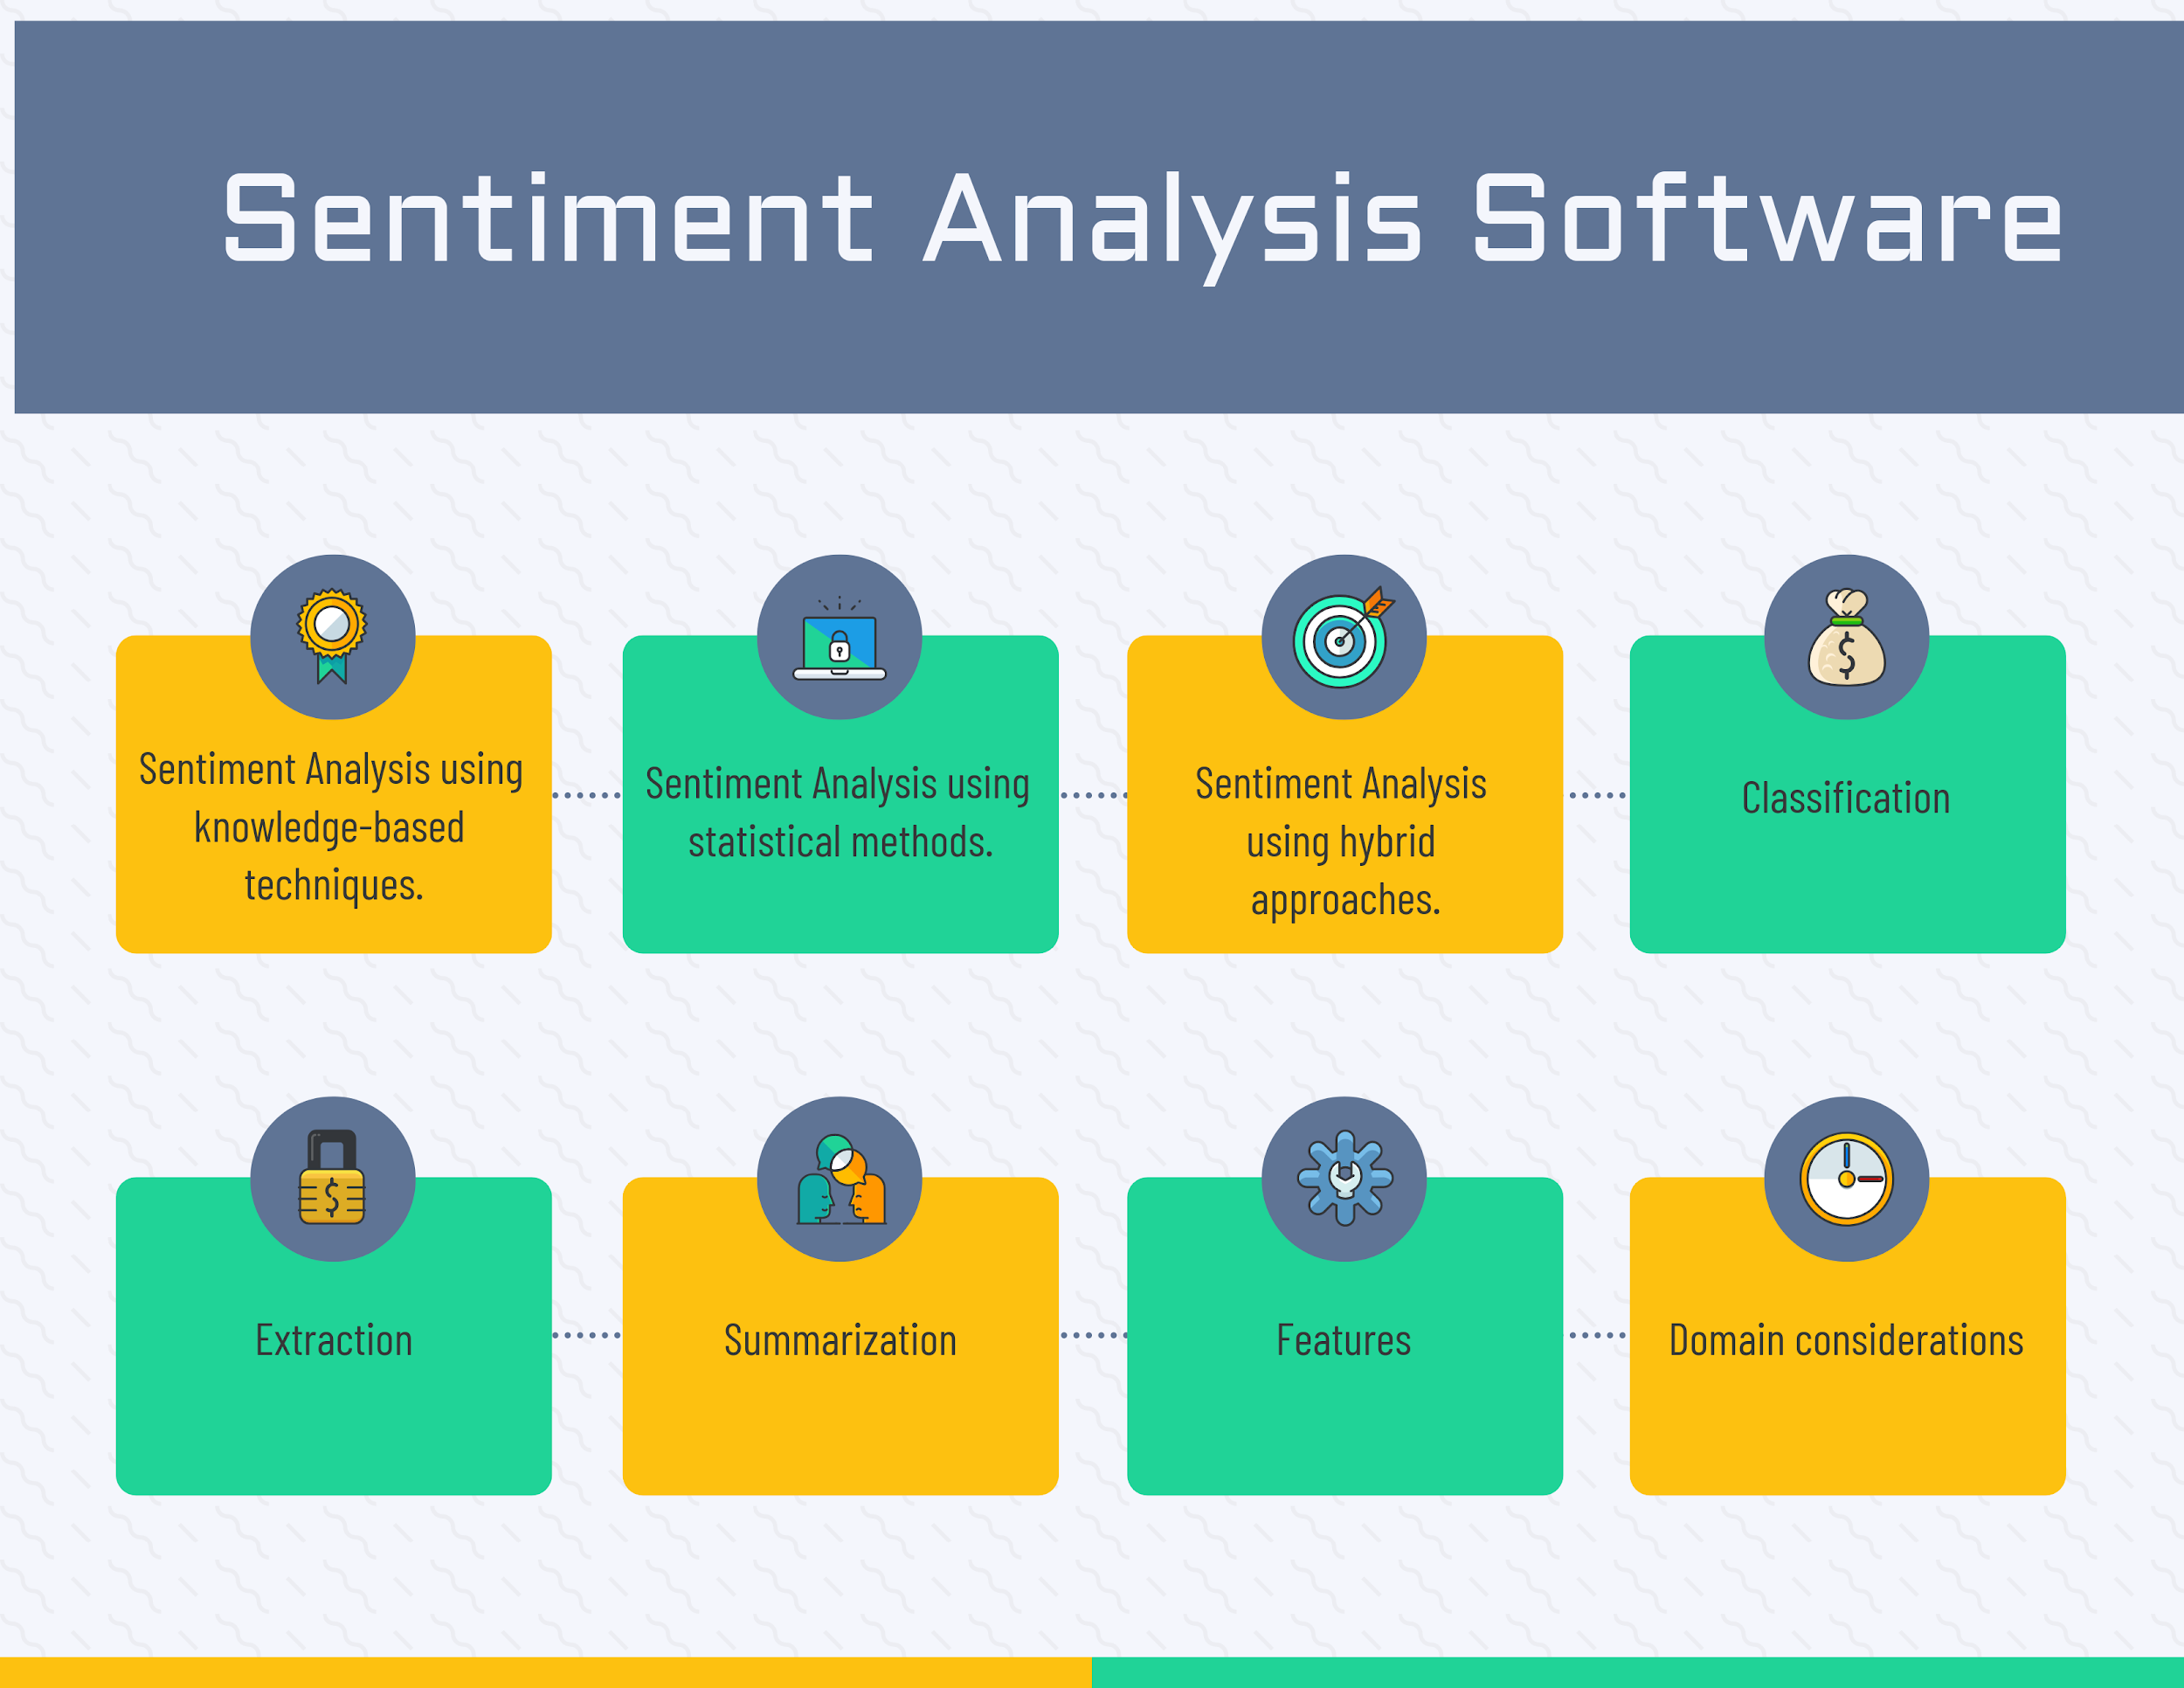 Sentiment Analysis Software
Sentiment Analysis using
knowledge-based
techniques.
Sentiment Analysis using
statistical methods.
Sentiment Analysis
using hybrid
approaches.
Classification
Extraction
Summarization
Features
Domain considerations